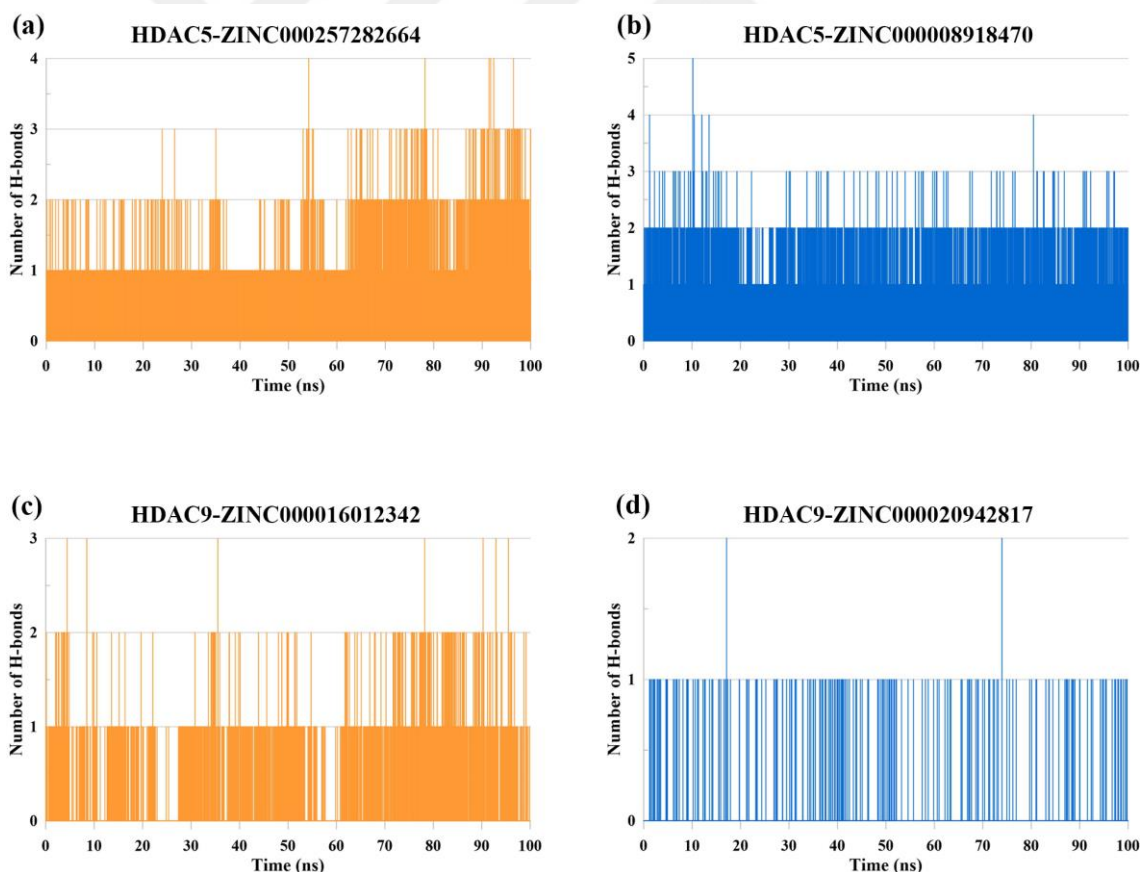 (a)
HDAC5-ZINC000257282664
Number of H-bonds
4
3
2
1
0
0 10 20 30 40 50 60 70 80 90 100
Time (ns)
(b)
HDAC5-ZINC000008918470
Number of H-bonds
5
4
3
2
1
0
0 10 20 30 40 50 60 70 80 90 100
Time (ns)
(c)
HDAC9-ZINC000016012342
Number of H-bonds
3
2
1
0
0 10 20 30 40 50 60 70 80 90 100
Time (ns)
(d)
HDAC9-ZINC000020942817
Number of H-bonds
2
1
0
0 10 20 30 40 50 60 70 80 90 100
Time (ns)